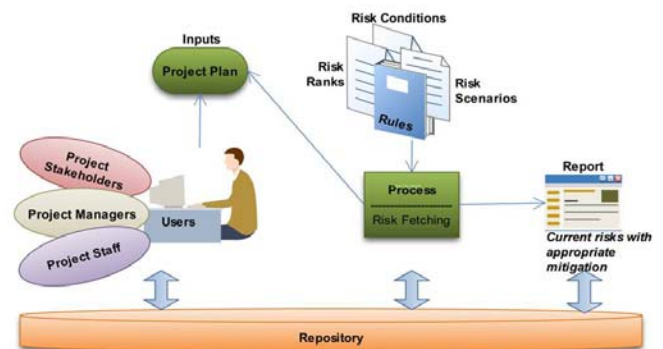 Risk Conditions
Inputs
Project Plan
Risk
Ranks
Risk
Scenarios
Rules
Project
Stakeholders
Project Managers
Project Staff
Users
Process
Risk Fetching
Report
Current risks with
appropriate
mitigation
Repository